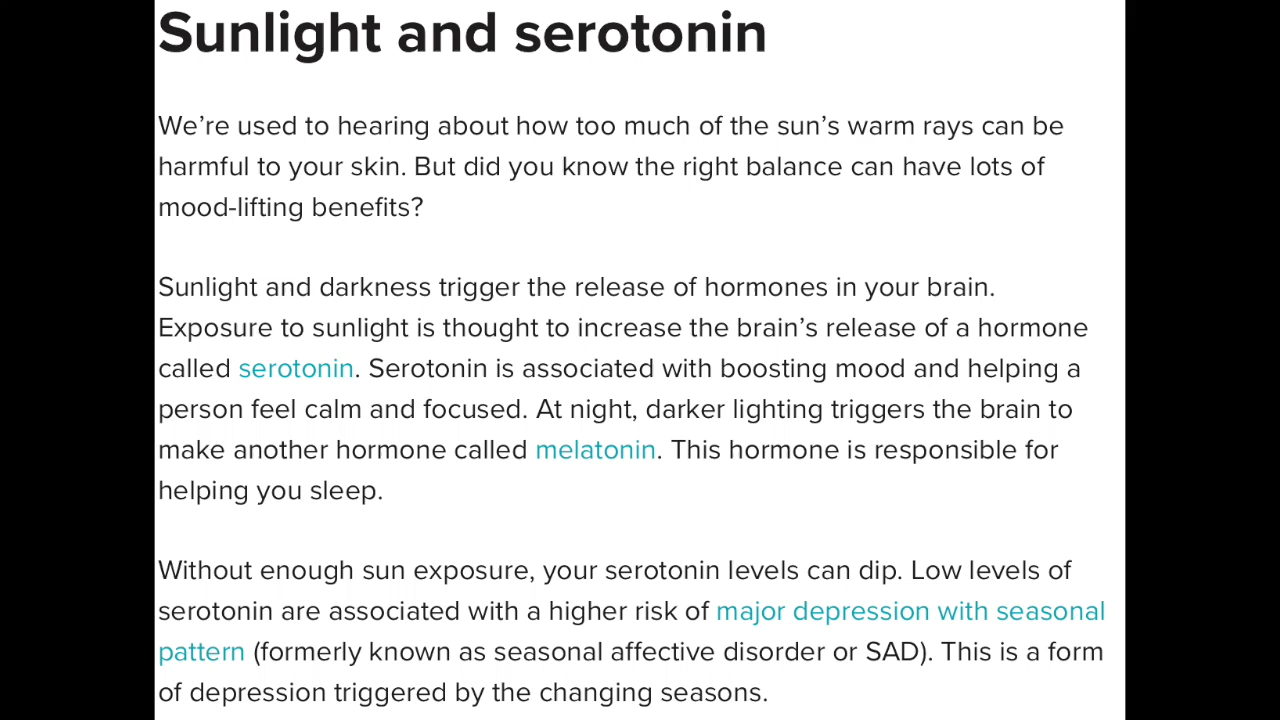 Sunlight and serotonin
We’re used to hearing about how too much of the sun’s warm rays can be
harmful to your skin. But did you know the right balance can have lots of
mood-lifting benefits?
Sunlight and darkness trigger the release of hormones in your brain.
Exposure to sunlight is thought to increase the brain’s release of a hormone
called serotonin. Serotonin is associated with boosting mood and helping a
person feel calm and focused. At night, darker lighting triggers the brain to
make another hormone called melatonin. This hormone is responsible for
helping you sleep.
Without enough sun exposure, your serotonin levels can dip. Low levels of
serotonin are associated with a higher risk of major depression with seasonal
pattern (formerly known as seasonal affective disorder or SAD). This is a form
of depression triggered by the changing seasons.